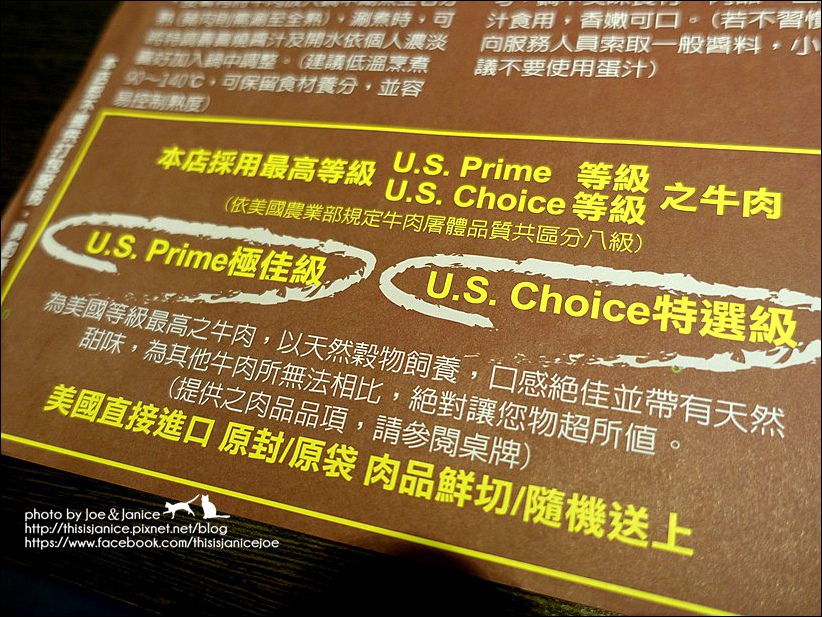 熟(豬肉則需涮至全熟),涮煮時,可
將特調壽喜燒醬汁及開水依個人濃淡
喜好加入鍋中調整。(建議低溫烹煮
90~140℃,可保留食材養分,並容
易控制熟度)
汁食用,香嫩可口。(若不習慣
向服務人員索取一般醬料,小
議不要使用蛋汁)
本店採用最高等級 U.S. Prime 等級 U.S. Choice 等級 之牛肉
(依美國農業部規定牛肉屠體品質共區分八級)
U.S. Prime極佳級
U.S. Choice特選級
為美國等級最高之牛肉,以天然穀物飼養,口感絕佳並帶有天然
甜味,為其他牛肉所無法相比,絕對讓您物超所值。
(提供之肉品品項,請參閱桌牌)
美國直接進口 原封/原袋 肉品鮮切/隨機送上
photo by Joe & Janice
http://thisisjanice.pixnet.net/blog
https://www.facebook.com/thisisjanicejoe